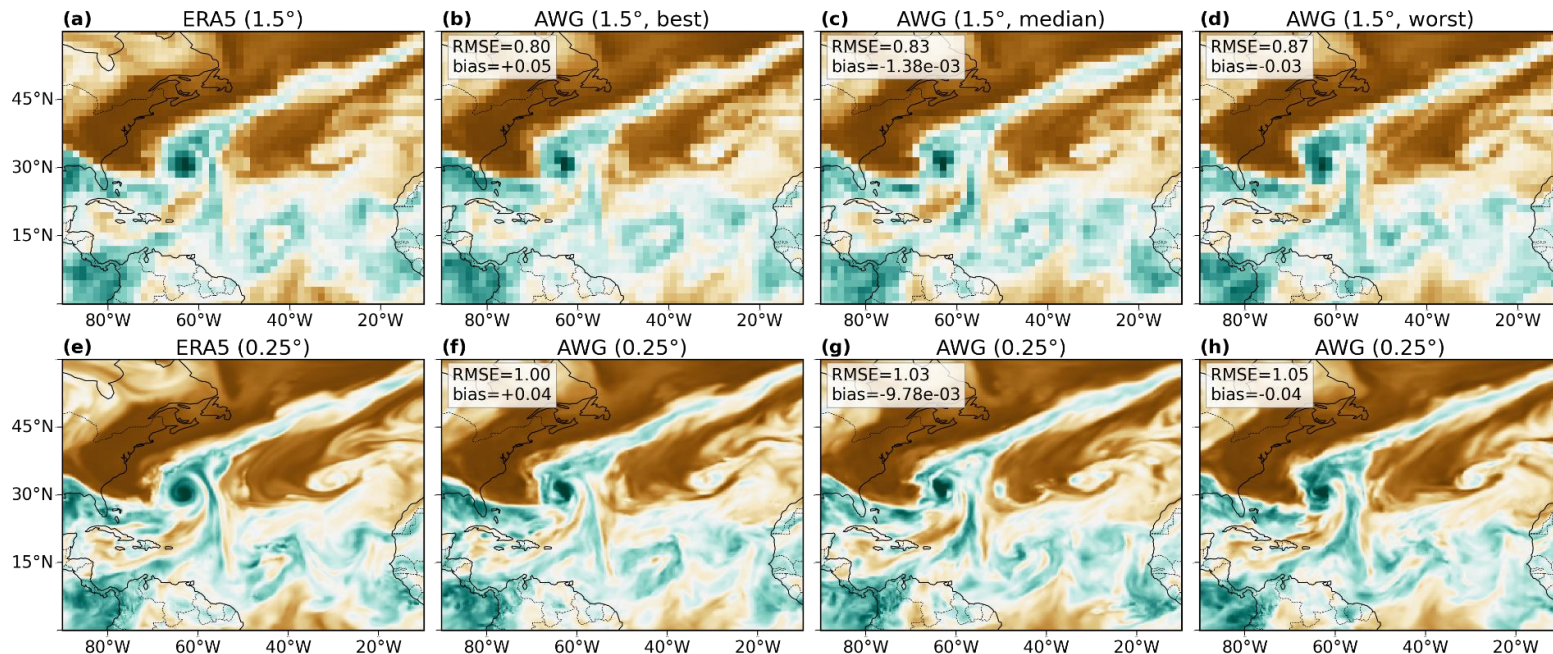 (a) ERA5 (1.5°)
(b) AWG (1.5°, best)
(c) AWG (1.5°, median)
(d) AWG (1.5°, worst)
RMSE=0.80
bias=+0.05
RMSE=0.83
bias=-1.38e-03
RMSE=0.87
bias=-0.03
45°N
30°N
15°N
80°W 60°W 40°W 20°W
80°W 60°W 40°W 20°W
80°W 60°W 40°W 20°W
80°W 60°W 40°W 20°W
(e) ERA5 (0.25°)
(f) AWG (0.25°)
(g) AWG (0.25°)
(h) AWG (0.25°)
RMSE=1.00
bias=+0.04
RMSE=1.03
bias=-9.78e-03
RMSE=1.05
bias=-0.04
45°N
30°N
15°N
80°W 60°W 40°W 20°W
80°W 60°W 40°W 20°W
80°W 60°W 40°W 20°W
80°W 60°W 40°W 20°W